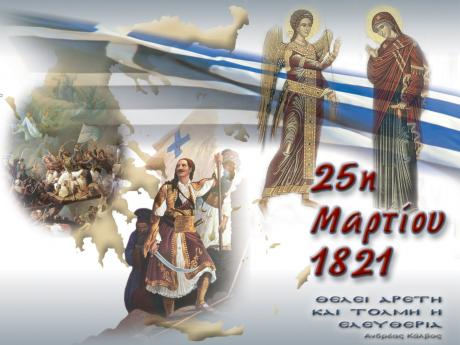 25η
Μαρτίου
1821
ΘΕΛΕΙ ΑΡΕΤΗ
ΚΑΙ ΤΟΛΜΗ Η
ΕΛΕΥΘΕΡΙΑ
Ανδρέας Κάλβος